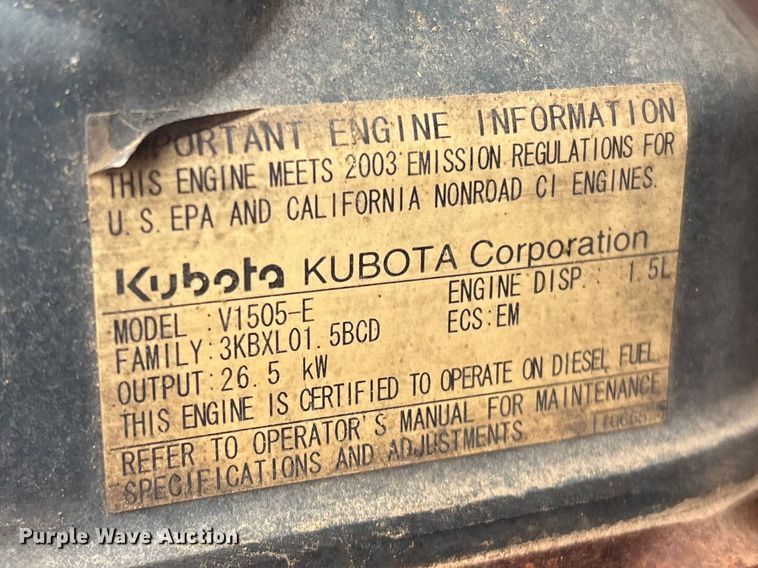 IMPORTANT ENGINE INFORMATION
THIS ENGINE MEETS 2003 EMISSION REGULATIONS FOR
U.S. EPA AND CALIFORNIA NONROAD CI ENGINES.
Kubota KUBOTA Corporation
MODEL : V1505-E ENGINE DISP. : 1.5L
FAMILY : 3KBXL01.5BCD ECS : EM
OUTPUT : 26.5 kW
THIS ENGINE IS CERTIFIED TO OPERATE ON DIESEL FUEL.
REFER TO OPERATOR'S MANUAL FOR MAINTENANCE
SPECIFICATIONS AND ADJUSTMENTS.
Purple Wave Auction